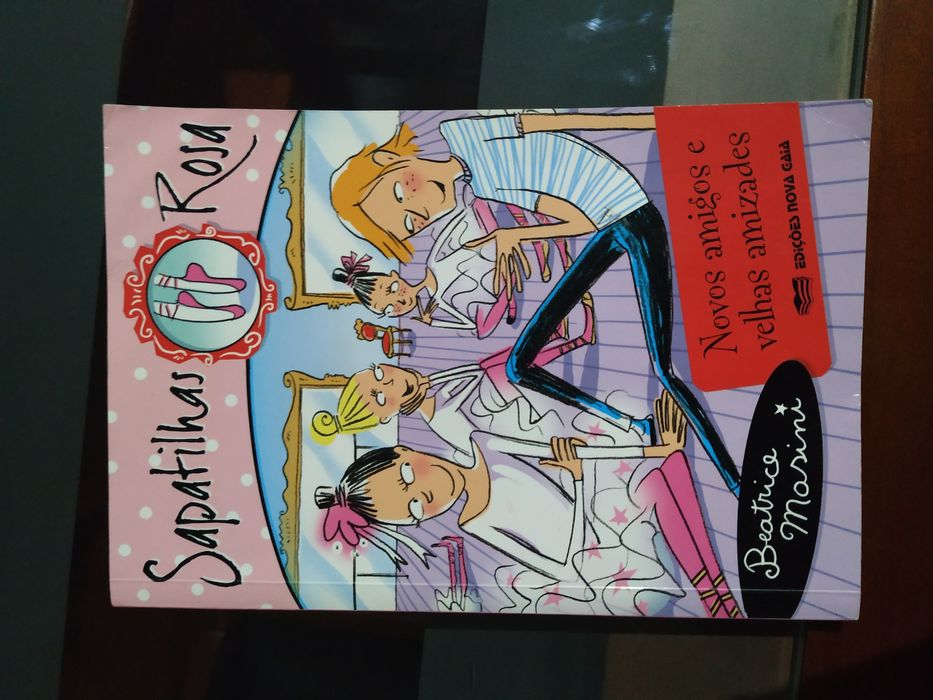 Sapatilhas Rosa
Novos amigos e
velhas amizades
EDIÇÕES NOVA GAIA
Beatrice
Masini